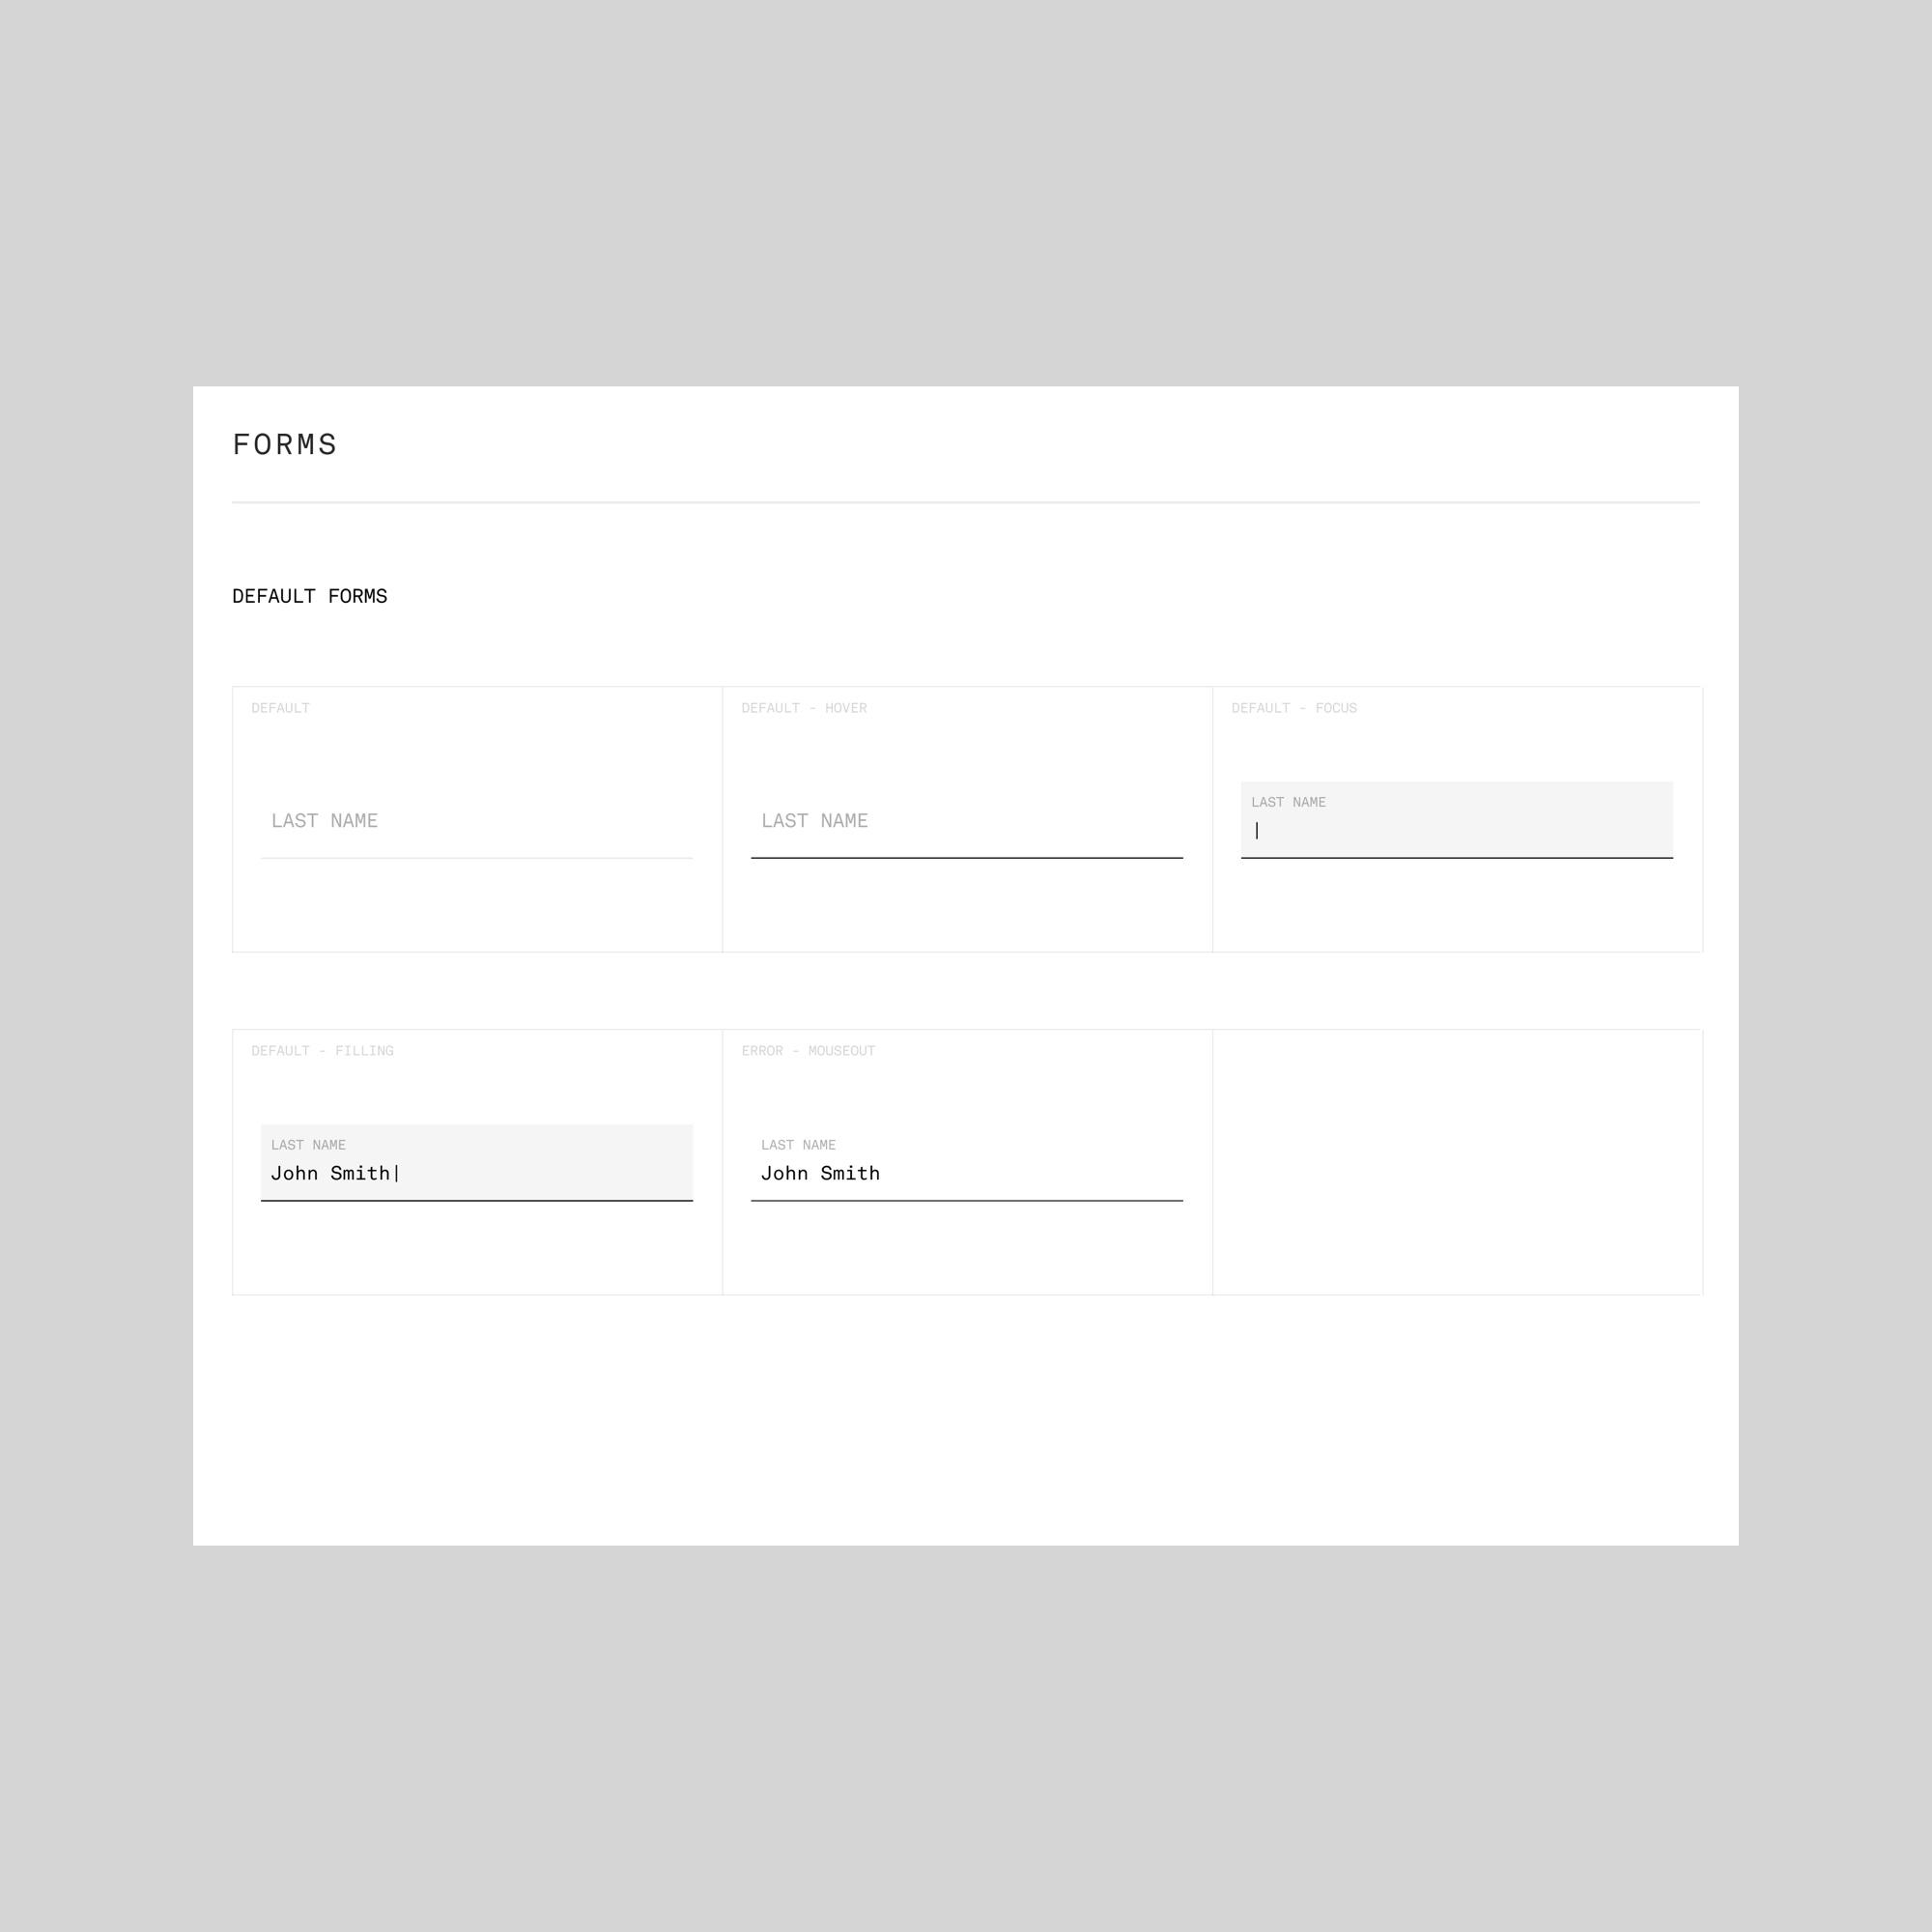 FORMS
DEFAULT FORMS
DEFAULT
DEFAULT - HOVER
DEFAULT - FOCUS
LAST NAME
LAST NAME
LAST NAME
DEFAULT - FILLING
ERROR - MOUSEOUT
LAST NAME
John Smith
LAST NAME
John Smith